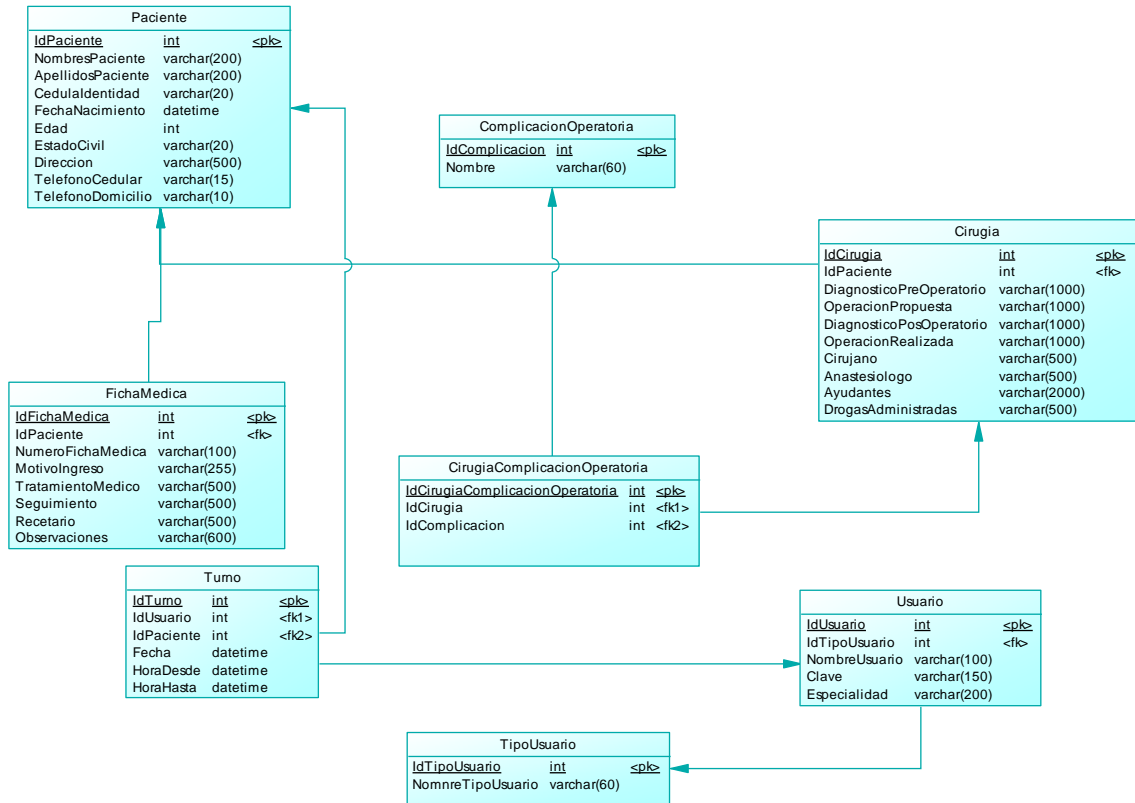 Paciente
IdPaciente int <pk>
NombresPaciente varchar(200)
ApellidosPaciente varchar(200)
CedulaIdentidad varchar(20)
FechaNacimiento datetime
Edad int
EstadoCivil varchar(20)
Direccion varchar(500)
TelefonoCedular varchar(15)
TelefonoDomicilio varchar(10)
ComplicacionOperatoria
IdComplicacion int <pk>
Nombre varchar(60)
Cirugia
IdCirugia int <pk>
IdPaciente int <fk>
DiagnosticoPreOperatorio varchar(1000)
OperacionPropuesta varchar(1000)
DiagnosticoPosOperatorio varchar(1000)
OperacionRealizada varchar(1000)
Cirujano varchar(500)
Anastesiologo varchar(500)
Ayudantes varchar(2000)
DrogasAdministradas varchar(500)
FichaMedica
IdFichaMedica int <pk>
IdPaciente int <fk>
NumeroFichaMedica varchar(100)
MotivoIngreso varchar(255)
TratamientoMedico varchar(500)
Seguimiento varchar(500)
Recetario varchar(500)
Observaciones varchar(600)
CirugiaComplicacionOperatoria
IdCirugiaComplicacionOperatoria int <pk>
IdCirugia int <fk1>
IdComplicacion int <fk2>
Turno
IdTurno int <pk>
IdUsuario int <fk1>
IdPaciente int <fk2>
Fecha datetime
HoraDesde datetime
HoraHasta datetime
Usuario
IdUsuario int <pk>
IdTipoUsuario int <fk>
NombreUsuario varchar(100)
Clave varchar(150)
Especialidad varchar(200)
TipoUsuario
IdTipoUsuario int <pk>
NomnreTipoUsuario varchar(60)